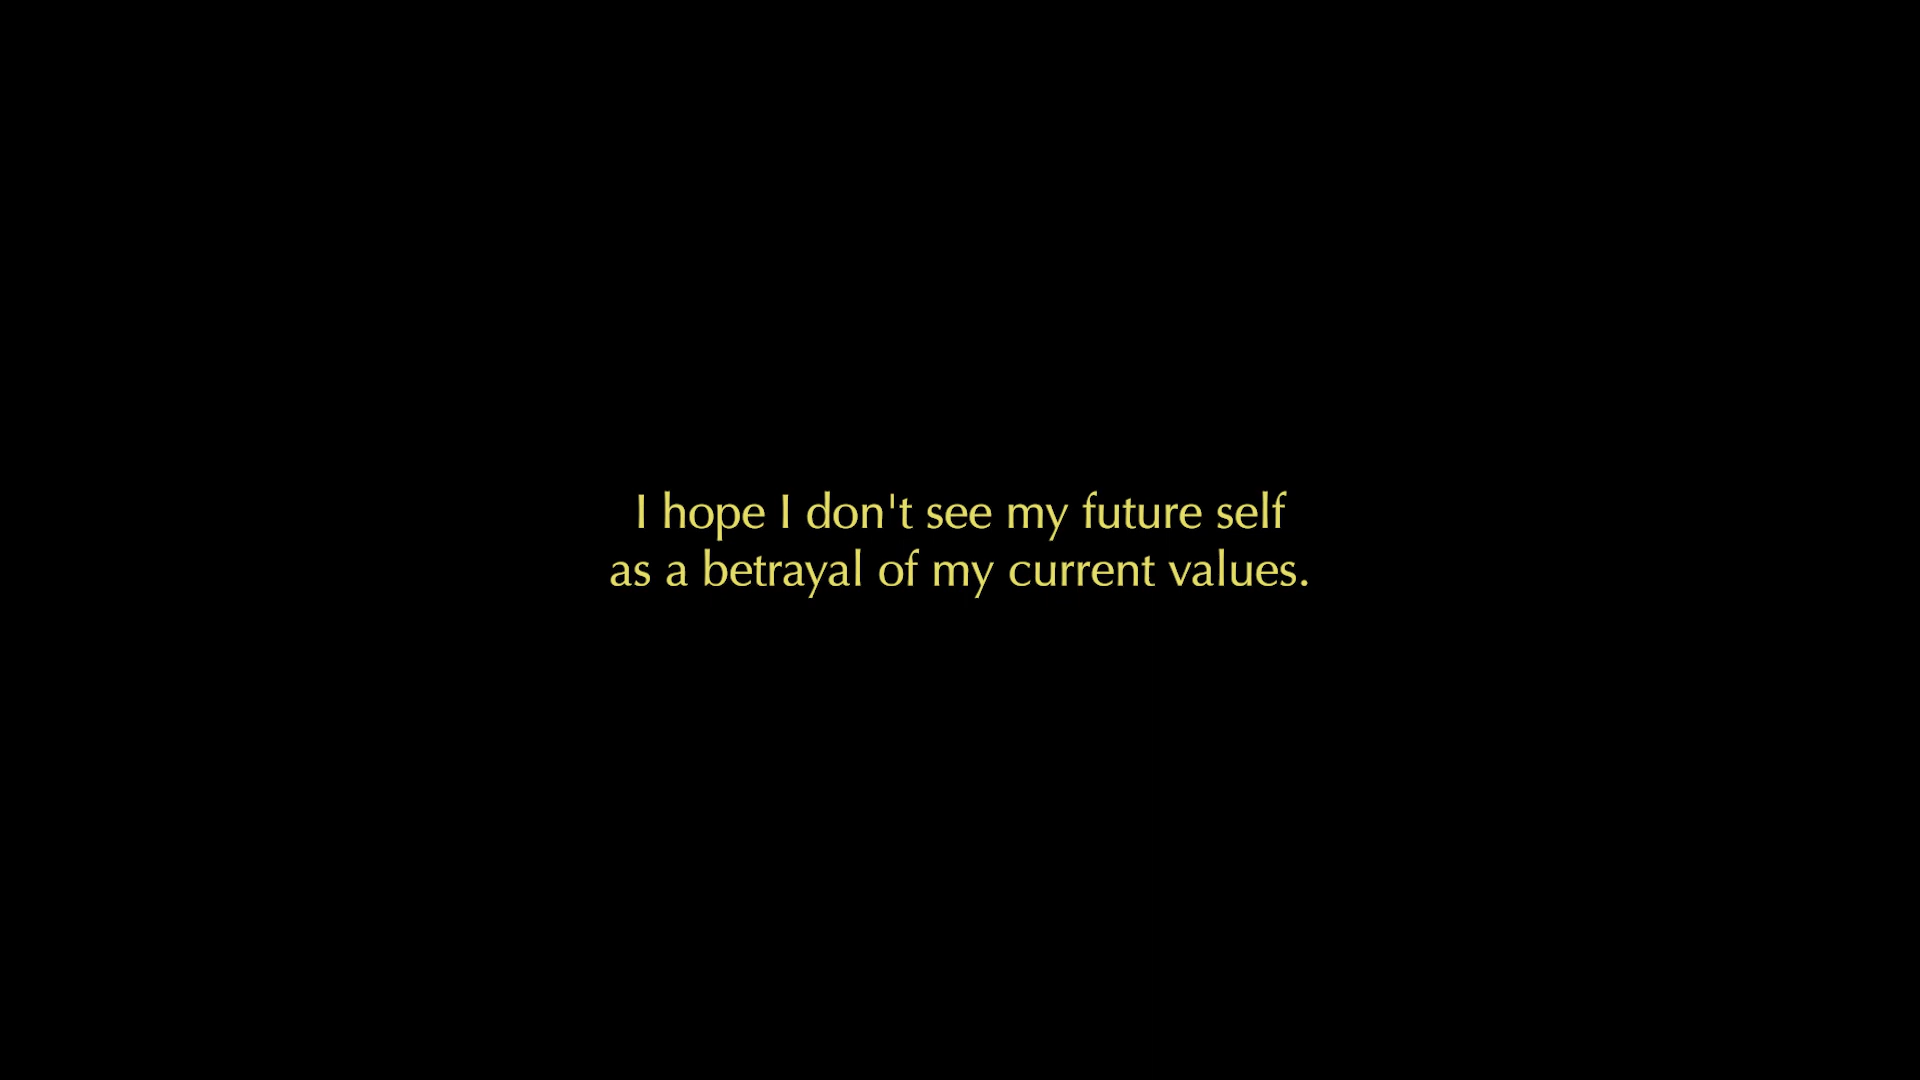 I hope I don't see my future self
as a betrayal of my current values.